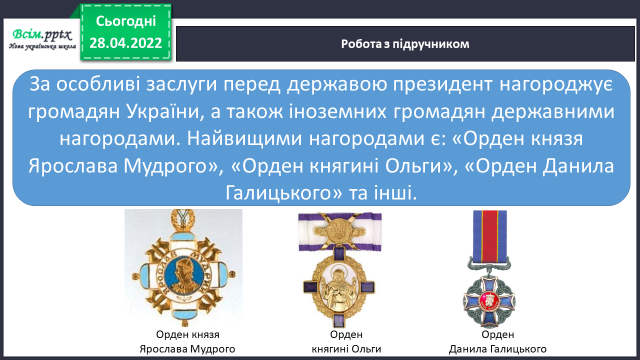 Всім.pptx
Нова українська школа
Сьогодні
28.04.2022
Робота з підручником
За особливі заслуги перед державою президент нагороджує
громадян України, а також іноземних громадян державними
нагородами. Найвищими нагородами є: «Орден князя
Ярослава Мудрого», «Орден княгині Ольги», «Орден Данила
Галицького» та інші.
ЯРОСЛАВ МУДРИЙ
Орден князя
Ярослава Мудрого
Орден
княгині Ольги
Орден
Данила Галицького